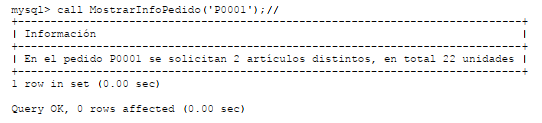 mysql> call MostrarInfoPedido('P0001');//
+---------------------------------------------------------------------------+
| Información |
+---------------------------------------------------------------------------+
| En el pedido P0001 se solicitan 2 artículos distintos, en total 22 unidades |
+---------------------------------------------------------------------------+
1 row in set (0.00 sec)
Query OK, 0 rows affected (0.00 sec)